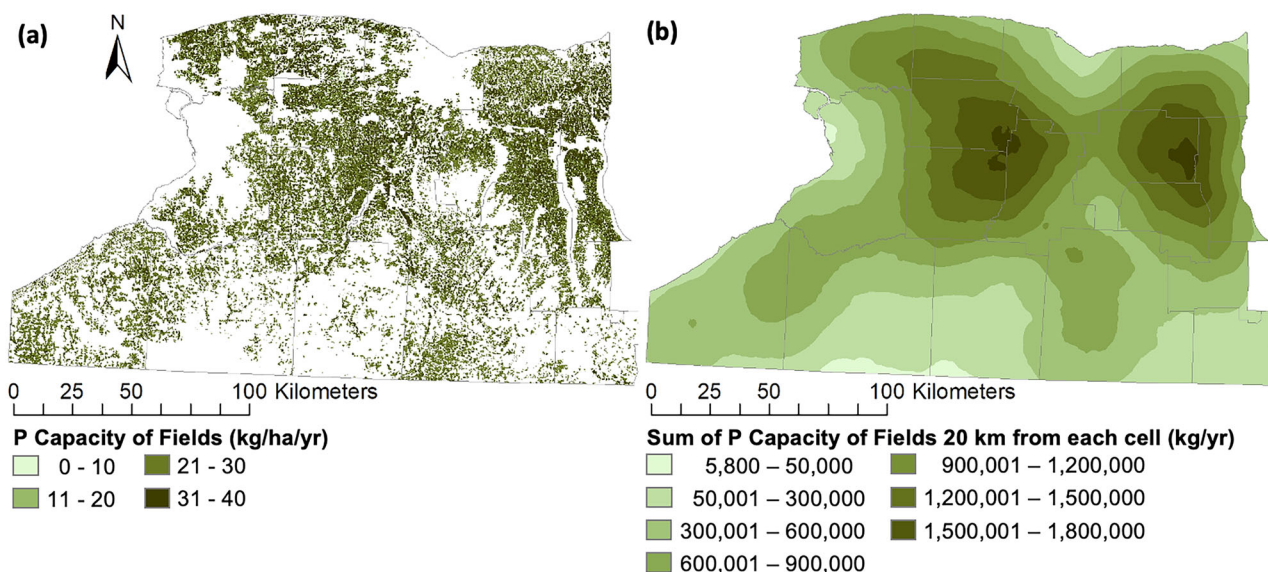 (a)
N
0 25 50 100 Kilometers
P Capacity of Fields (kg/ha/yr)
0 - 10
21 - 30
11 - 20
31 - 40
(b)
0 25 50 100 Kilometers
Sum of P Capacity of Fields 20 km from each cell (kg/yr)
5,800 – 50,000
900,001 – 1,200,000
50,001 – 300,000
1,200,001 – 1,500,000
300,001 – 600,000
1,500,001 – 1,800,000
600,001 – 900,000